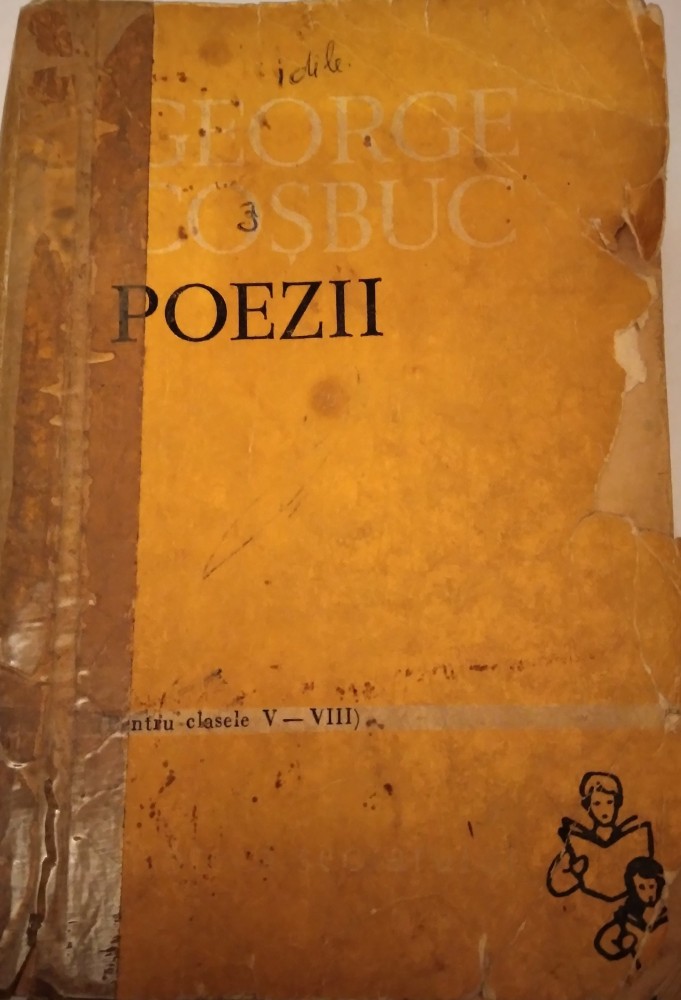 idile
GEORGE
COȘBUC
3
POEZII
ntru clasele V — VIII)